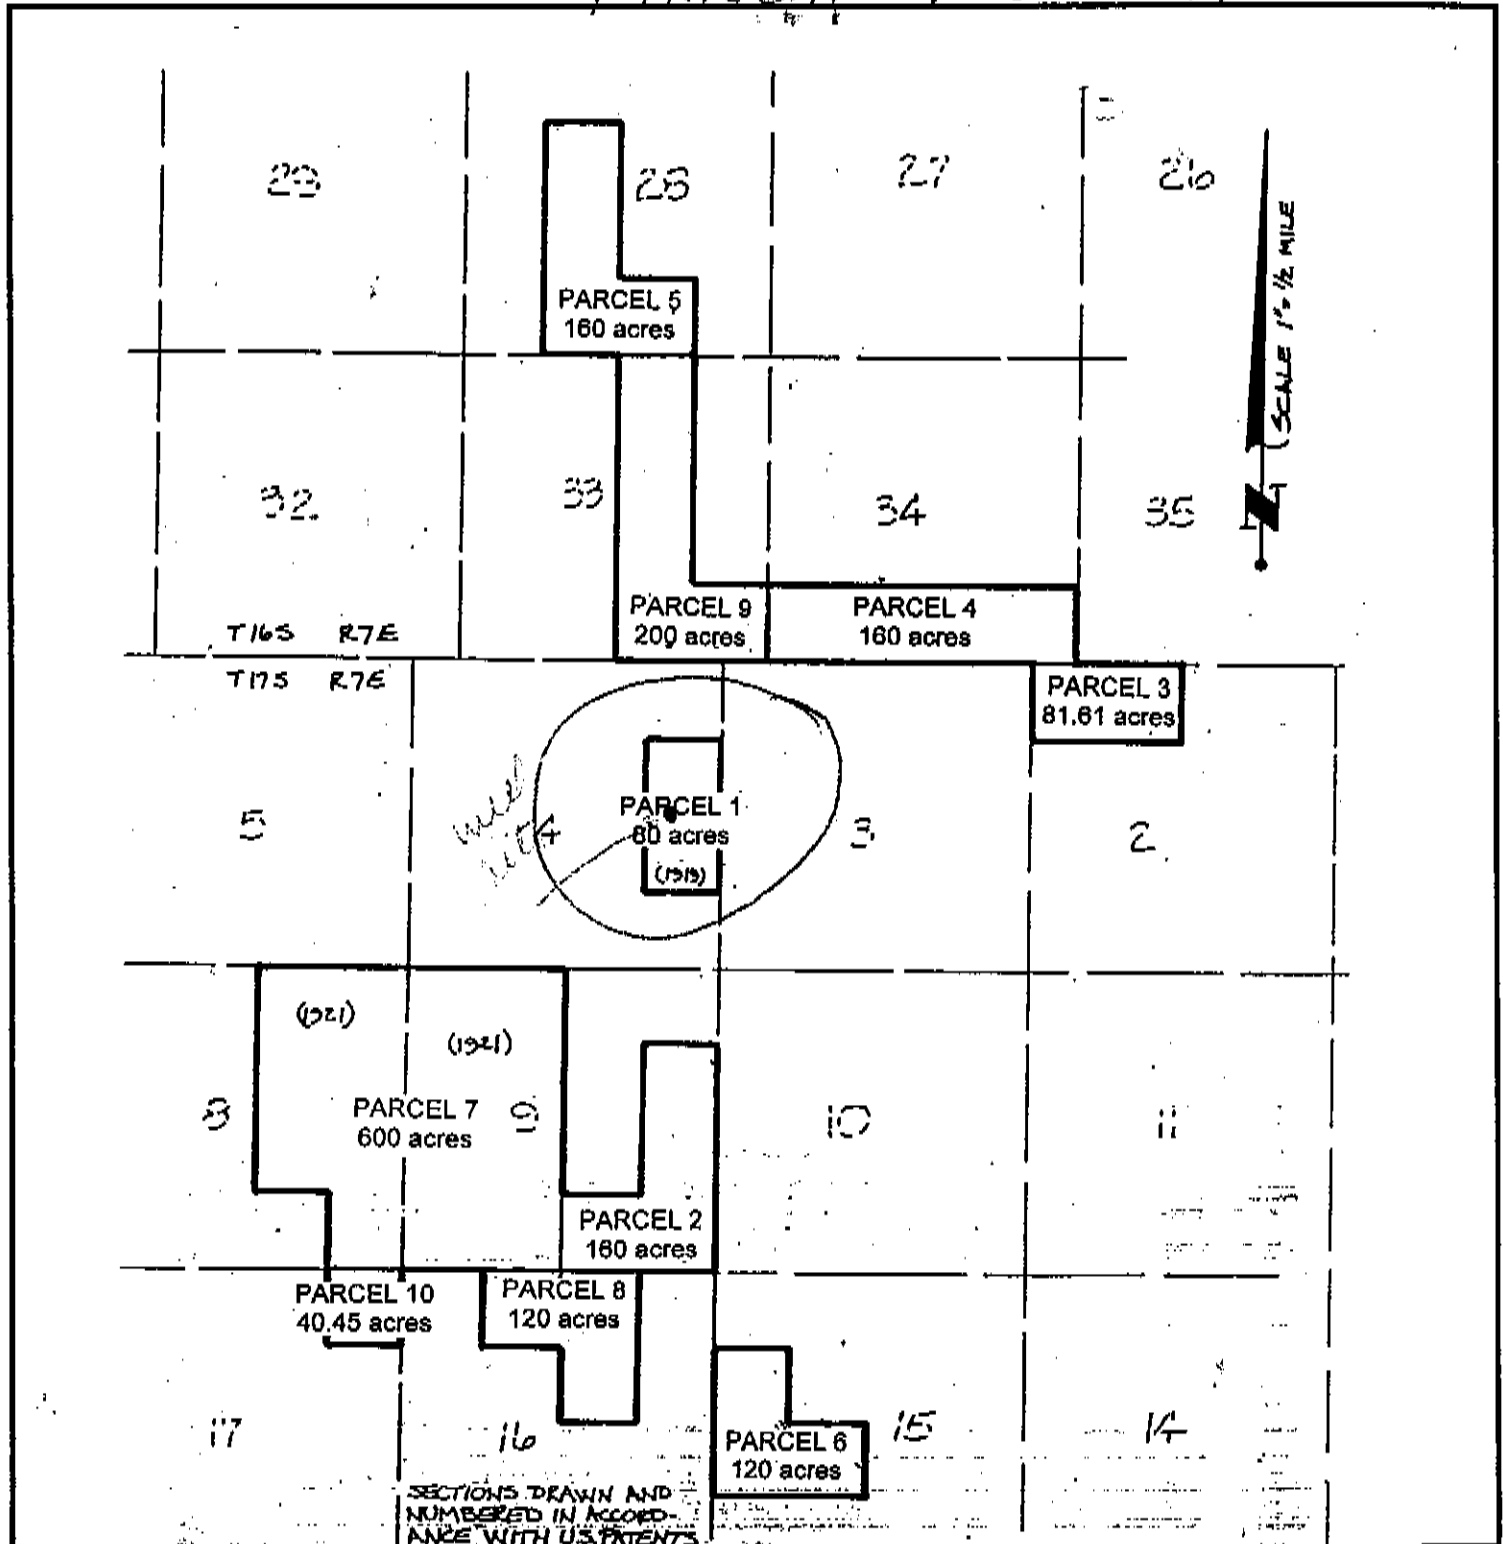 29
28
27
26
PARCEL 5
160 acres
(SCALE 1"=1/2 MILE
32
33
34
35
N
PARCEL 9
200 acres
PARCEL 4
160 acres
T16S R7E
T17S R7E
PARCEL 3
81.61 acres
5
4
PARCEL 1
80 acres
(1919)
3
2
(1921)
(1921)
8
PARCEL 7
600 acres
9
10
11
PARCEL 2
160 acres
PARCEL 10
40.45 acres
PARCEL 8
120 acres
17
16
PARCEL 6
120 acres
15
14
SECTIONS DRAWN AND
NUMBERED IN ACCORD-
ANCE WITH U.S. PATENTS